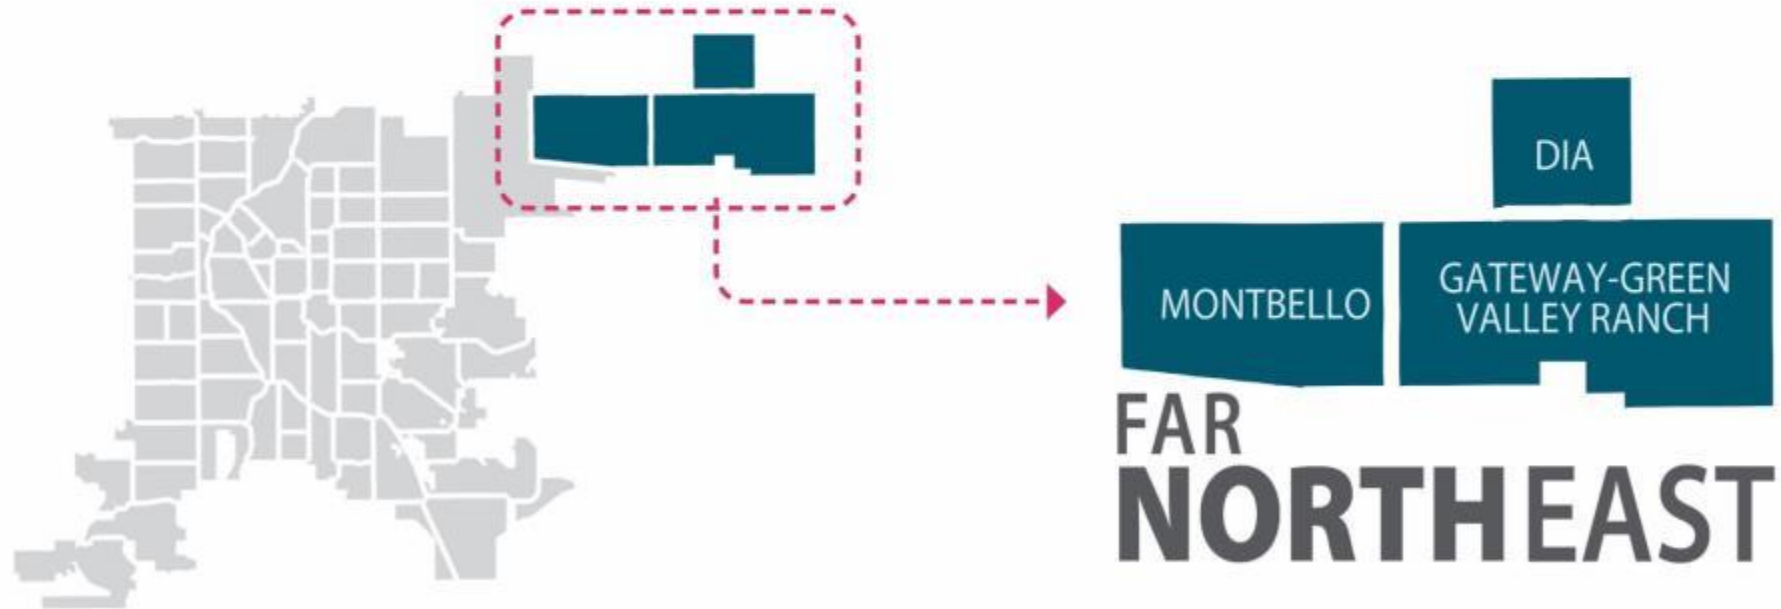 DIA
MONTBELLO
GATEWAY-GREEN
VALLEY RANCH
FAR
NORTHEAST